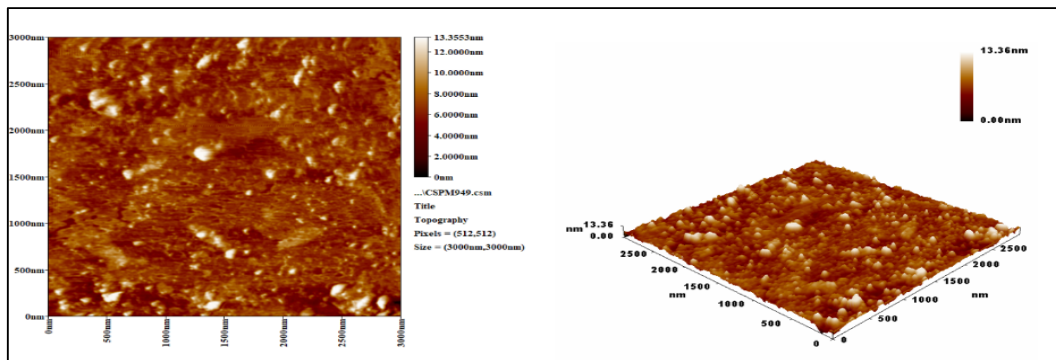 3000nm
2500nm
2000nm
1500nm
1000nm
500nm
0nm
0nm
500nm
1000nm
1500nm
2000nm
2500nm
3000nm
13.3553nm
12.0000nm
10.0000nm
8.0000nm
6.0000nm
4.0000nm
2.0000nm
0nm
...\CSPM949.csm
Title
Topography
Pixels = (512,512)
Size = (3000nm,3000nm)
13.36nm
0.00nm
nm
13.36
0.00
2500
2000
1500
1000
500
0
nm
0
500
1000
1500
2000
2500
nm